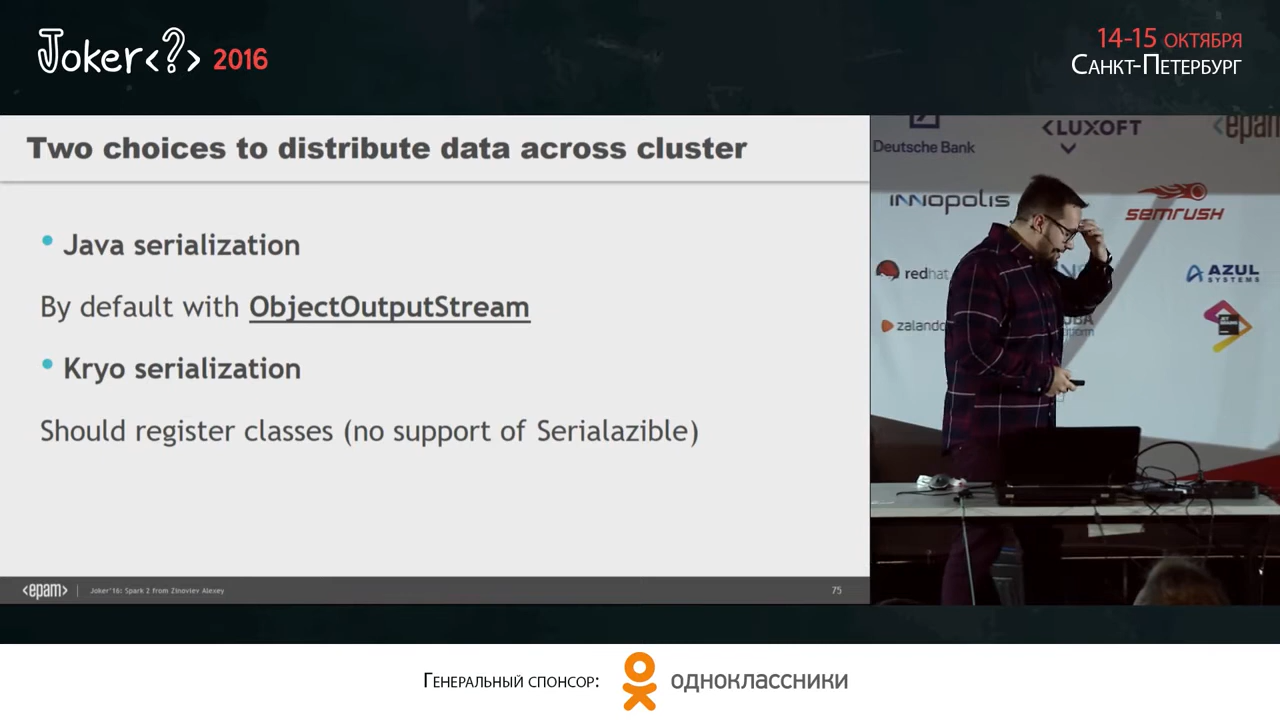 Joker<?> 2016
14-15 октября
Санкт-Петербург
Two choices to distribute data across cluster
• Java serialization
By default with ObjectOutputStream
• Kryo serialization
Should register classes (no support of Serialazible)
<epam> | Joker'16: Spark 2 from Zinoviev Alexey 75
Deutsche Bank
<LUXOFT
<epam
INNOPOLIS
semrush
redhat
AZUL
SYSTEMS
zalando
Генеральный спонсор:
одноклассники